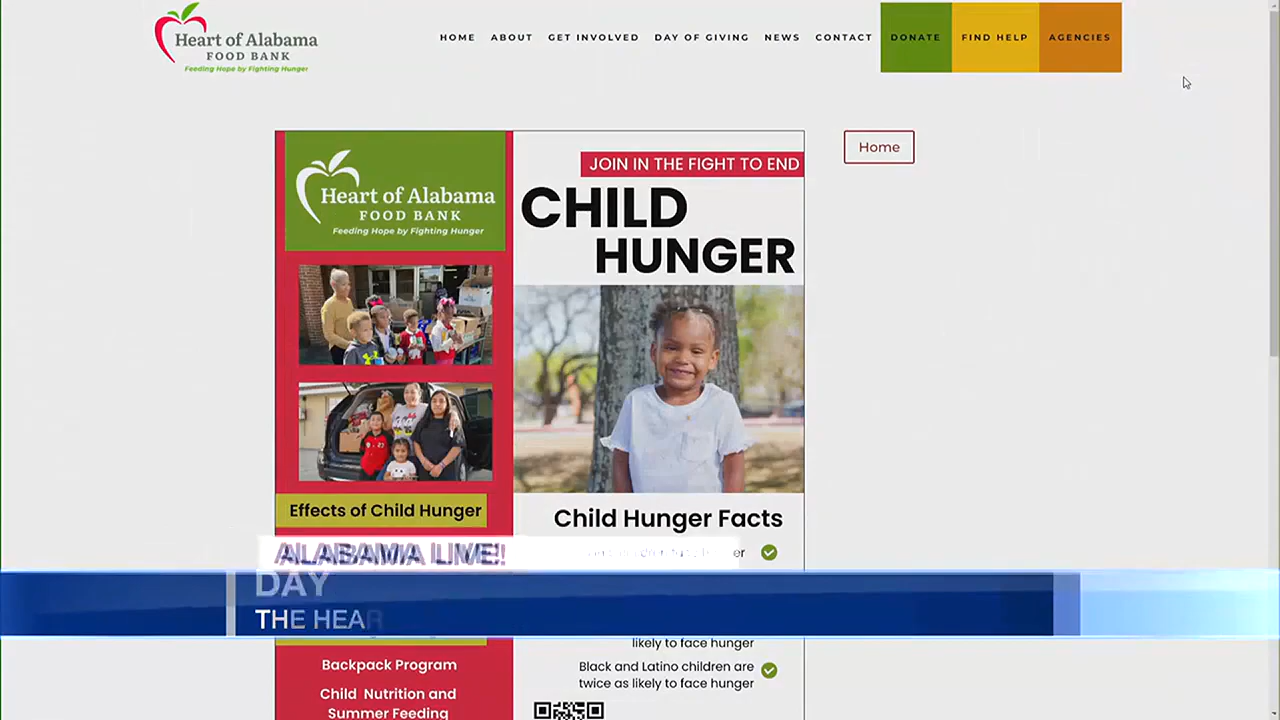 Heart of Alabama
FOOD BANK
Feeding Hope by Fighting Hunger
HOME
ABOUT
GET INVOLVED
DAY OF GIVING
NEWS
CONTACT
DONATE
FIND HELP
AGENCIES
Heart of Alabama
FOOD BANK
Feeding Hope by Fighting Hunger
JOIN IN THE FIGHT TO END
CHILD
HUNGER
Home
Effects of Child Hunger
Child Hunger Facts
ALABAMA LIVE!
DAY
THE HEAR
likely to face hunger
Backpack Program
Black and Latino children are
twice as likely to face hunger
Child Nutrition and
Summer Feeding